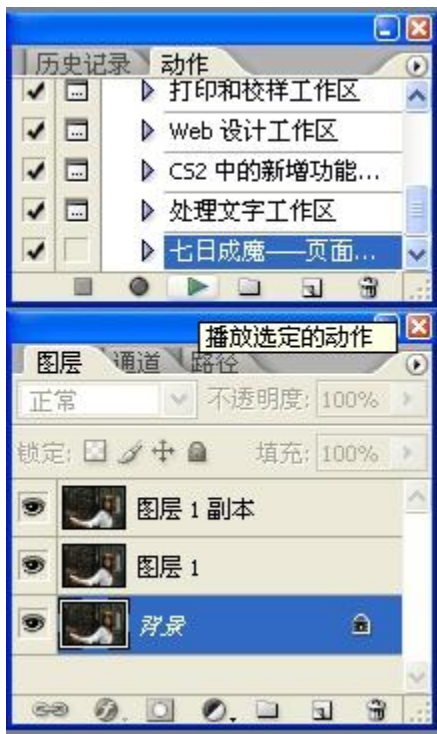 历史记录 动作
打印和校样工作区
Web 设计工作区
CS2 中的新增功能...
处理文字工作区
七日成魔——页面...
播放选定的动作
图层 通道 路径
正常 不透明度: 100%
锁定: 填充: 100%
图层 1 副本
图层 1
背景